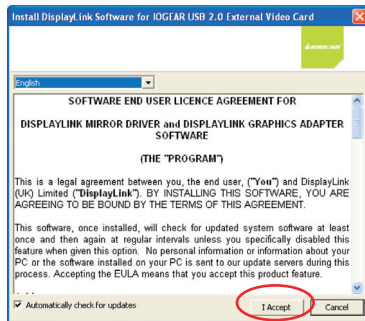 Install DisplayLink Software for IOGEAR USB 2.0 External Video Card
IOGEAR
English
SOFTWARE END USER LICENCE AGREEMENT FOR
DISPLAYLINK MIRROR DRIVER and DISPLAYLINK GRAPHICS ADAPTER
SOFTWARE
(THE "PROGRAM")
This is a legal agreement between you, the end user, ("You") and DisplayLink
(UK) Limited ("DisplayLink"). BY INSTALLING THIS SOFTWARE, YOU ARE
AGREEING TO BE BOUND BY THE TERMS OF THIS AGREEMENT.
This software, once installed, will check for updated system software at least
once and then again at regular intervals unless you specifically disabled this
feature when given this option. No personal information or information about your
PC or the software installed on your PC is sent to our update servers during this
process. Accepting the EULA means that you accept this product feature.
Automatically check for updates
I Accept
Cancel